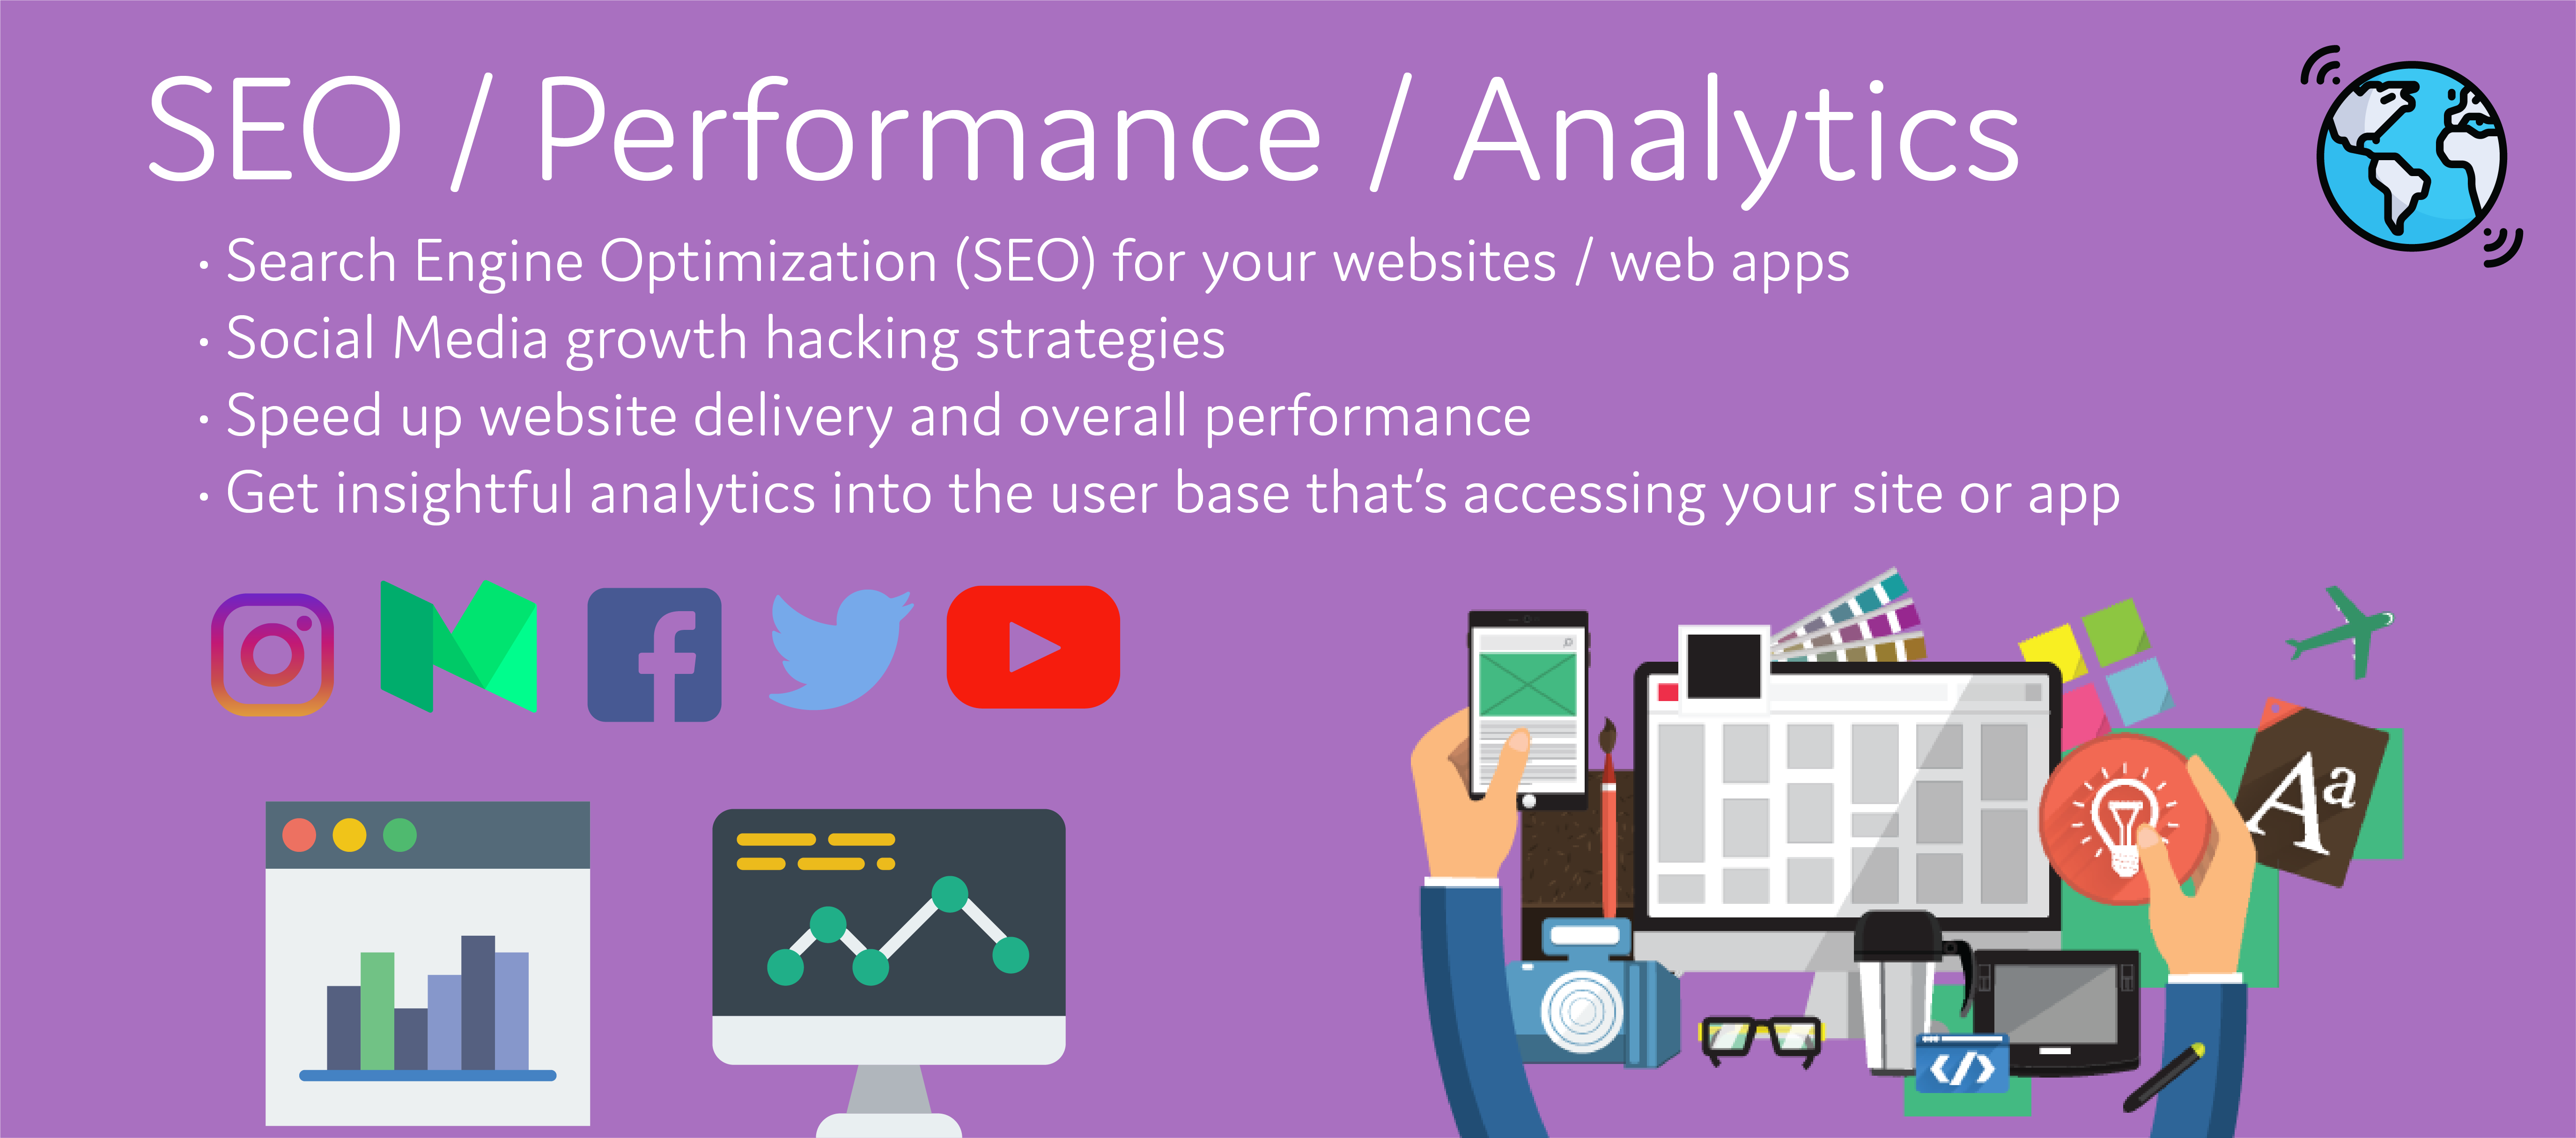 SEO / Performance / Analytics
· Search Engine Optimization (SEO) for your websites / web apps
· Social Media growth hacking strategies
· Speed up website delivery and overall performance
· Get insightful analytics into the user base that's accessing your site or app
Aa
</>